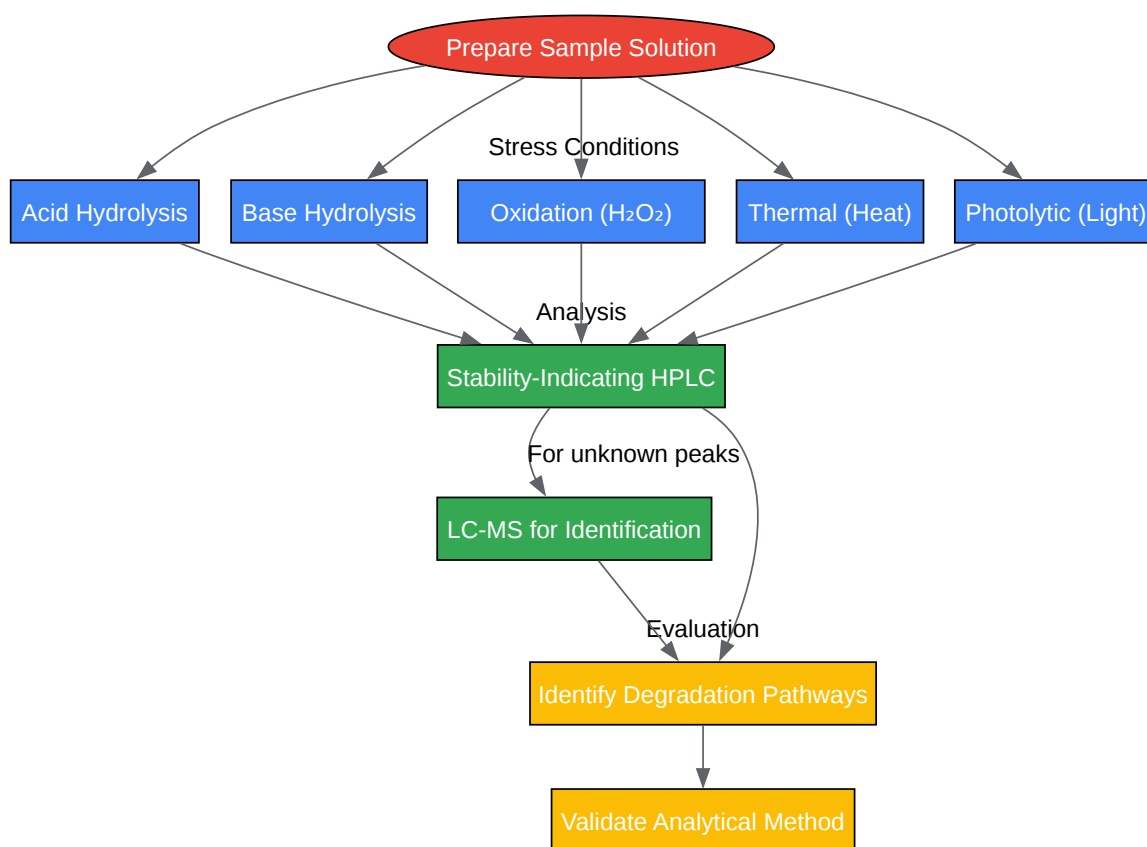 Prepare Sample Solution
Stress Conditions
Acid Hydrolysis
Base Hydrolysis
Oxidation (H₂O₂)
Thermal (Heat)
Photolytic (Light)
Analysis
Stability-Indicating HPLC
For unknown peaks
LC-MS for Identification
Evaluation
Identify Degradation Pathways
Validate Analytical Method